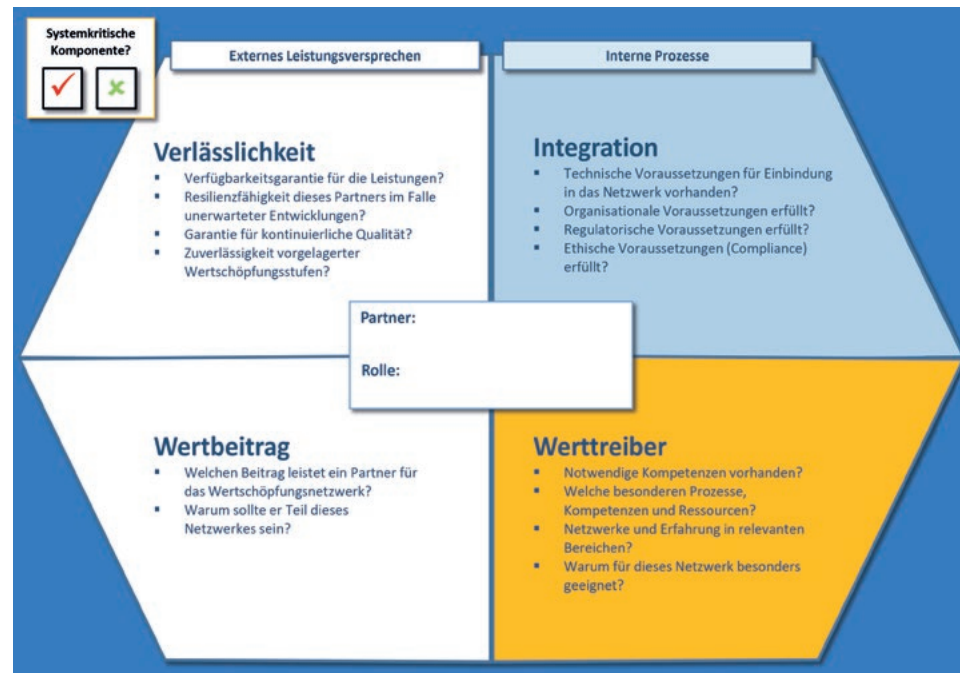 Systemkritische
Komponente?
Externes Leistungsversprechen
Interne Prozesse
Verlässlichkeit
▪ Verfügbarkeitsgarantie für die Leistungen?
▪ Resilienzfähigkeit dieses Partners im Falle
unerwarteter Entwicklungen?
▪ Garantie für kontinuierliche Qualität?
▪ Zuverlässigkeit vorgelagerter
Wertschöpfungsstufen?
Integration
▪ Technische Voraussetzungen für Einbindung
in das Netzwerk vorhanden?
▪ Organisationale Voraussetzungen erfüllt?
▪ Regulatorische Voraussetzungen erfüllt?
▪ Ethische Voraussetzungen (Compliance)
erfüllt?
Partner:
Rolle:
Wertbeitrag
▪ Welchen Beitrag leistet ein Partner für
das Wertschöpfungsnetzwerk?
▪ Warum sollte er Teil dieses
Netzwerkes sein?
Werttreiber
▪ Notwendige Kompetenzen vorhanden?
▪ Welche besonderen Prozesse,
Kompetenzen und Ressourcen?
▪ Netzwerke und Erfahrung in relevanten
Bereichen?
▪ Warum für dieses Netzwerk besonders
geeignet?